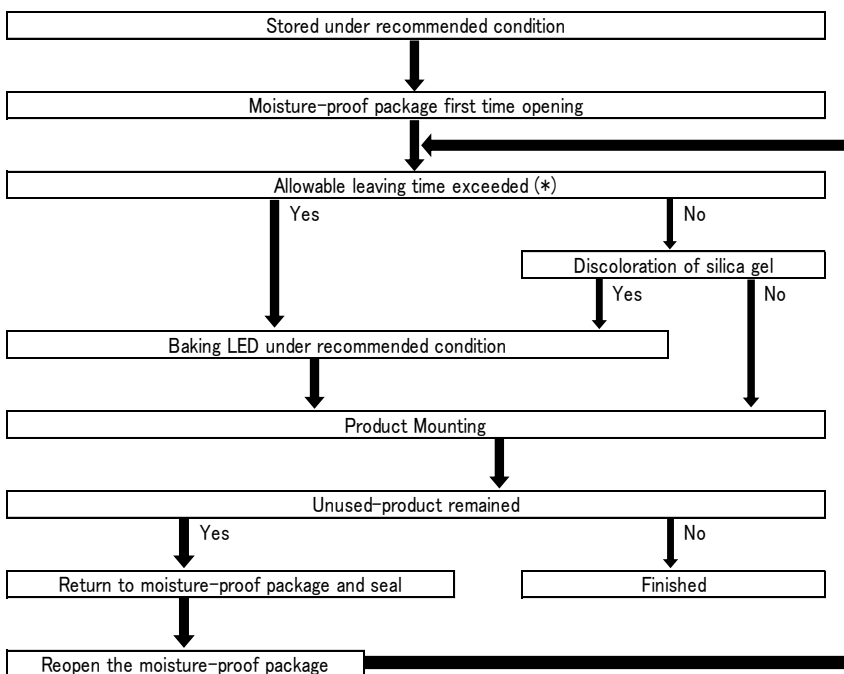 Stored under recommended condition
Moisture-proof package first time opening
Allowable leaving time exceeded (*)
Yes
No
Discoloration of silica gel
Yes
No
Baking LED under recommended condition
Product Mounting
Unused-product remained
Yes
No
Return to moisture-proof package and seal
Finished
Reopen the moisture-proof package